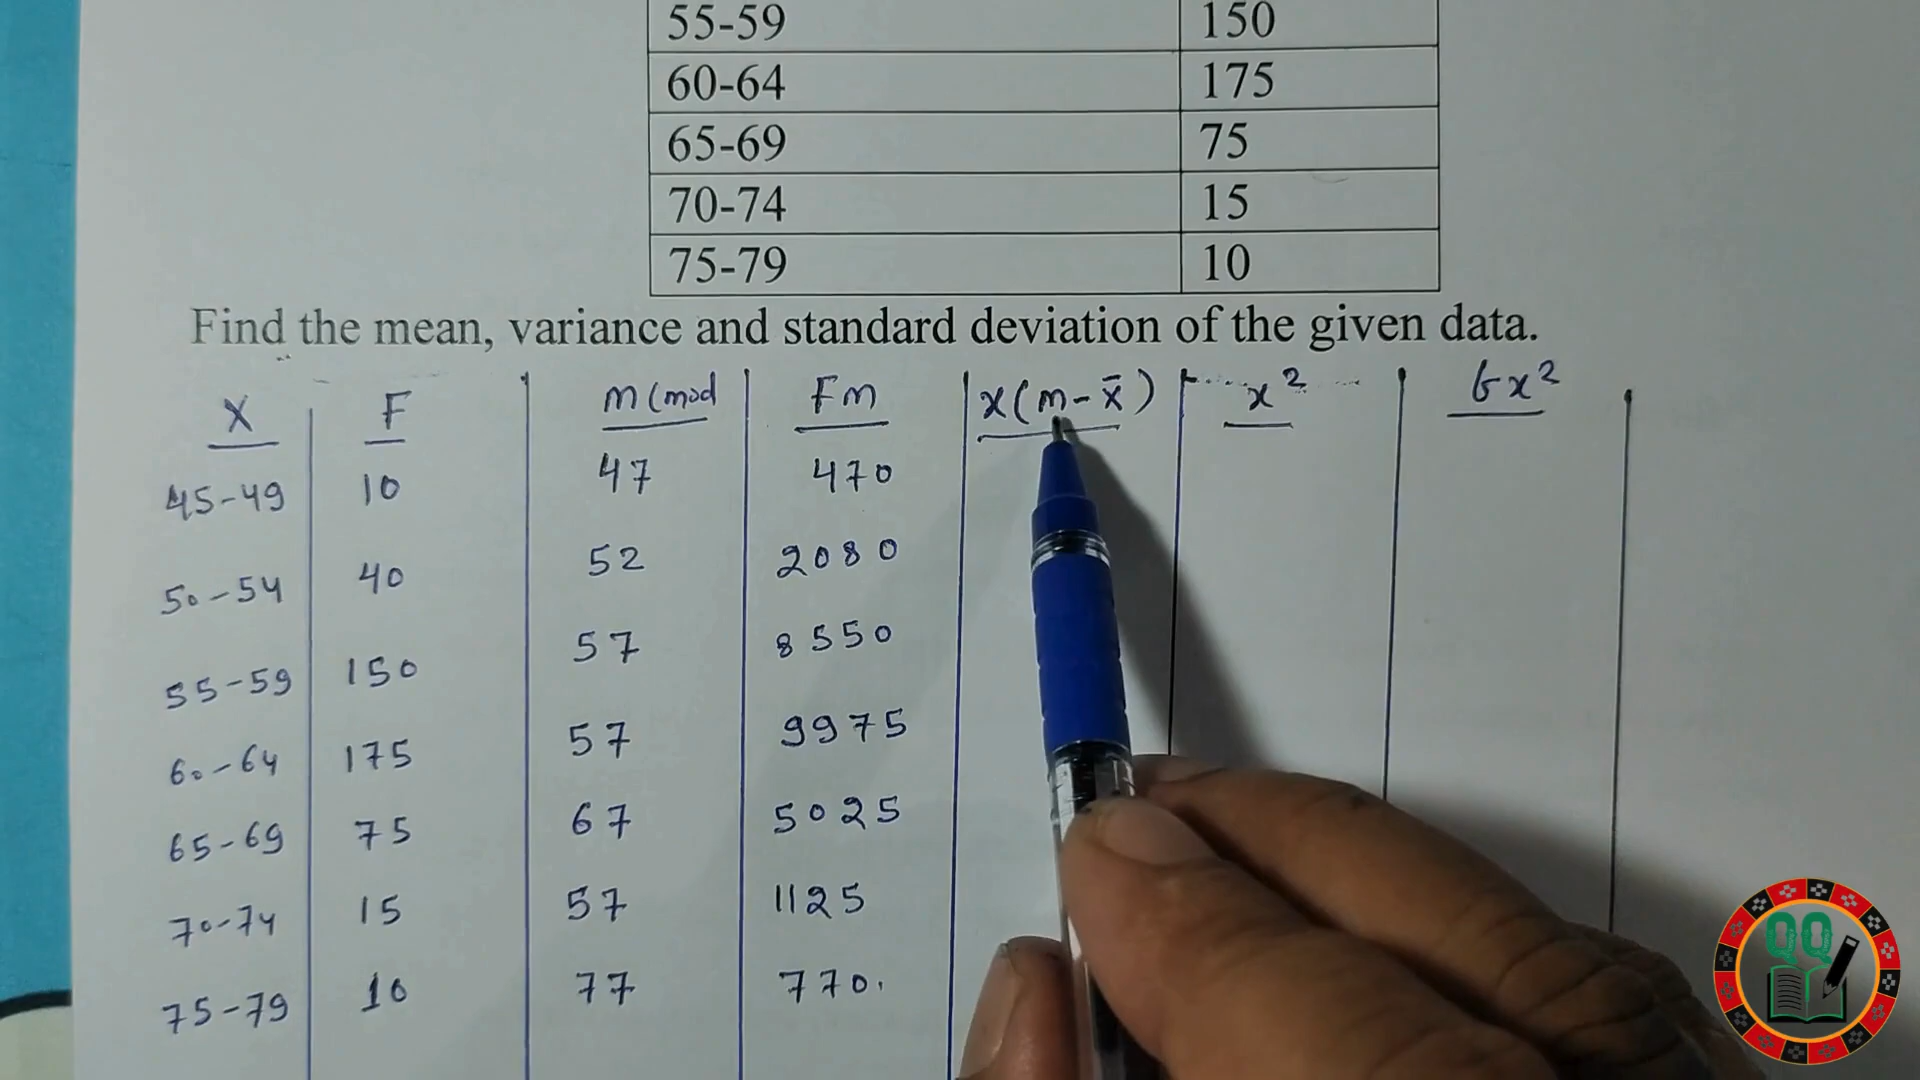 55-59 150
60-64 175
65-69 75
70-74 15
75-79 10
Find the mean, variance and standard deviation of the given data.
X F m (mod Fm x(m-x̄) x² fx²
45-49 10 47 470
50-54 40 52 2080
55-59 150 57 8550
60-64 175 57 9975
65-69 75 67 5025
70-74 15 57 1125
75-79 10 77 770.
QQ